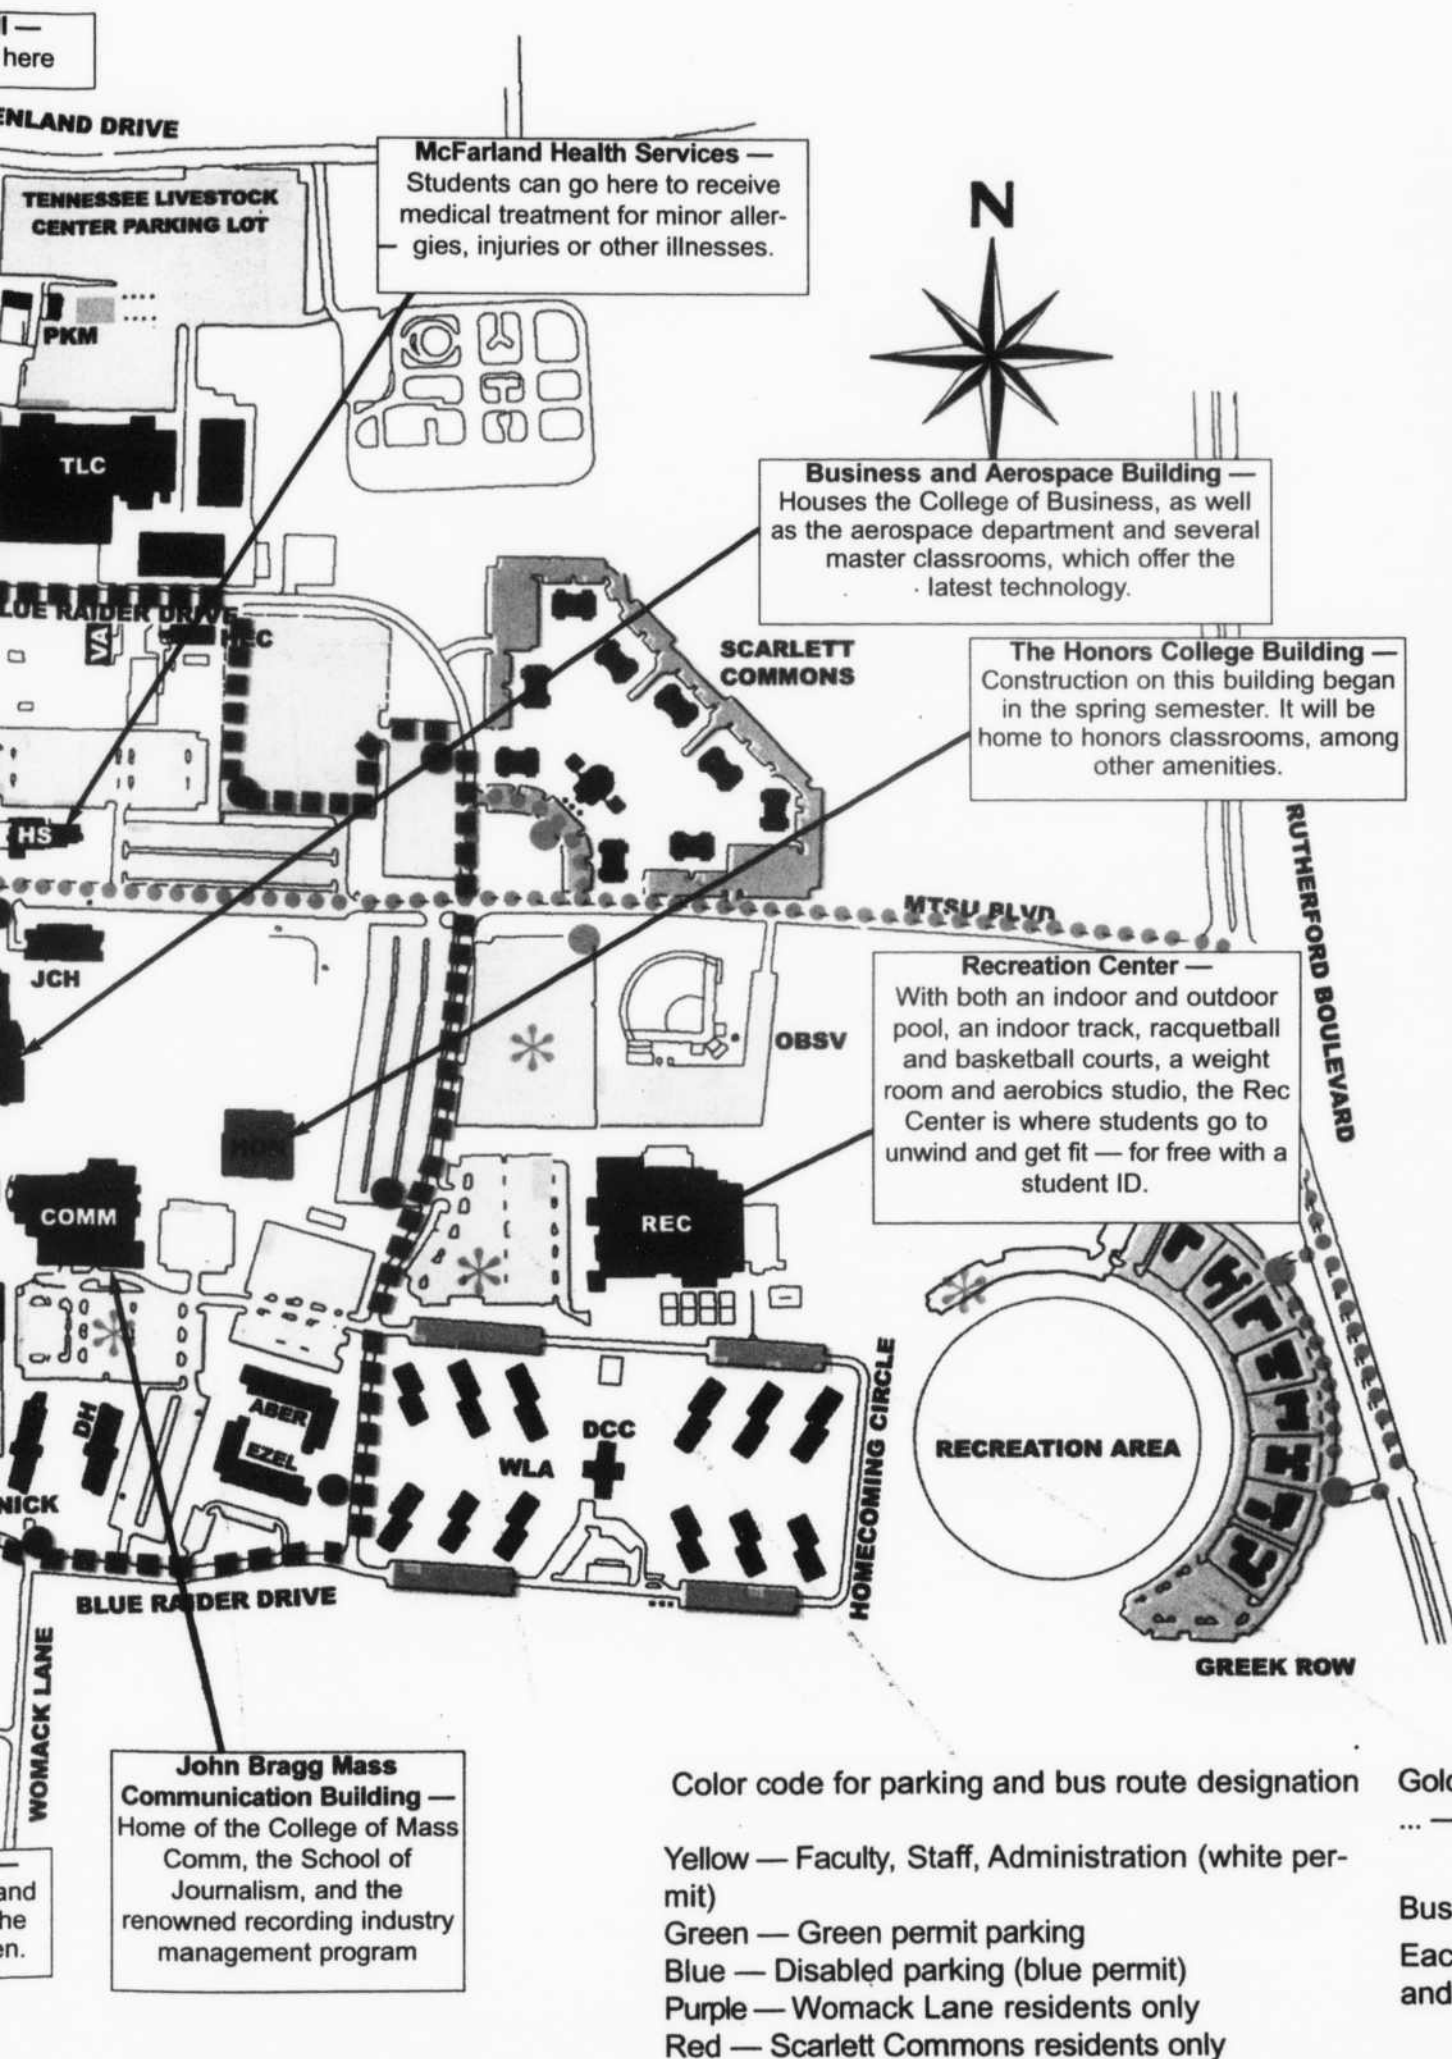 l —
here
ENLAND DRIVE
McFarland Health Services —
Students can go here to receive
medical treatment for minor aller-
gies, injuries or other illnesses.
TENNESSEE LIVESTOCK
CENTER PARKING LOT
N
PKM
TLC
Business and Aerospace Building —
Houses the College of Business, as well
as the aerospace department and several
master classrooms, which offer the
latest technology.
LUE RAIDER DRIVE
VA
HEC
SCARLETT
COMMONS
The Honors College Building —
Construction on this building began
in the spring semester. It will be
home to honors classrooms, among
other amenities.
HS
RUTHERFORD BOULEVARD
MTSU BLVD
JCH
OBSV
Recreation Center —
With both an indoor and outdoor
pool, an indoor track, racquetball
and basketball courts, a weight
room and aerobics studio, the Rec
Center is where students go to
unwind and get fit — for free with a
student ID.
HON
COMM
REC
HOMECOMING CIRCLE
DH
ABER
EZEL
DCC
WLA
RECREATION AREA
NICK
BLUE RAIDER DRIVE
WOMACK LANE
GREEK ROW
John Bragg Mass
Communication Building —
Home of the College of Mass
Comm, the School of
Journalism, and the
renowned recording industry
management program
—
and
he
en.
Color code for parking and bus route designation
Yellow — Faculty, Staff, Administration (white per-
mit)
Green — Green permit parking
Blue — Disabled parking (blue permit)
Purple — Womack Lane residents only
Red — Scarlett Commons residents only
Gold
... —
Bus
Eac
and